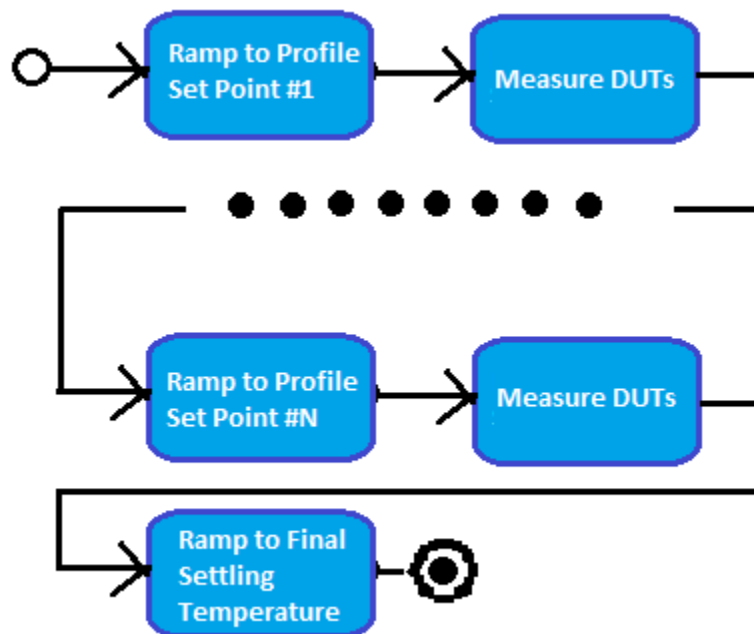 Ramp to Profile
Set Point #1
Measure DUTs
Ramp to Profile
Set Point #N
Measure DUTs
Ramp to Final
Settling
Temperature